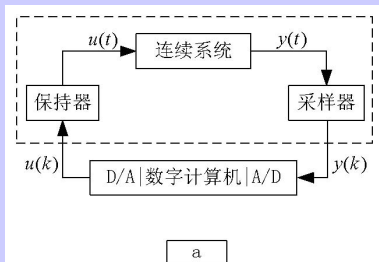 u(t)
连续系统
y(t)
保持器
采样器
u(k)
D/A|数字计算机|A/D
y(k)
a